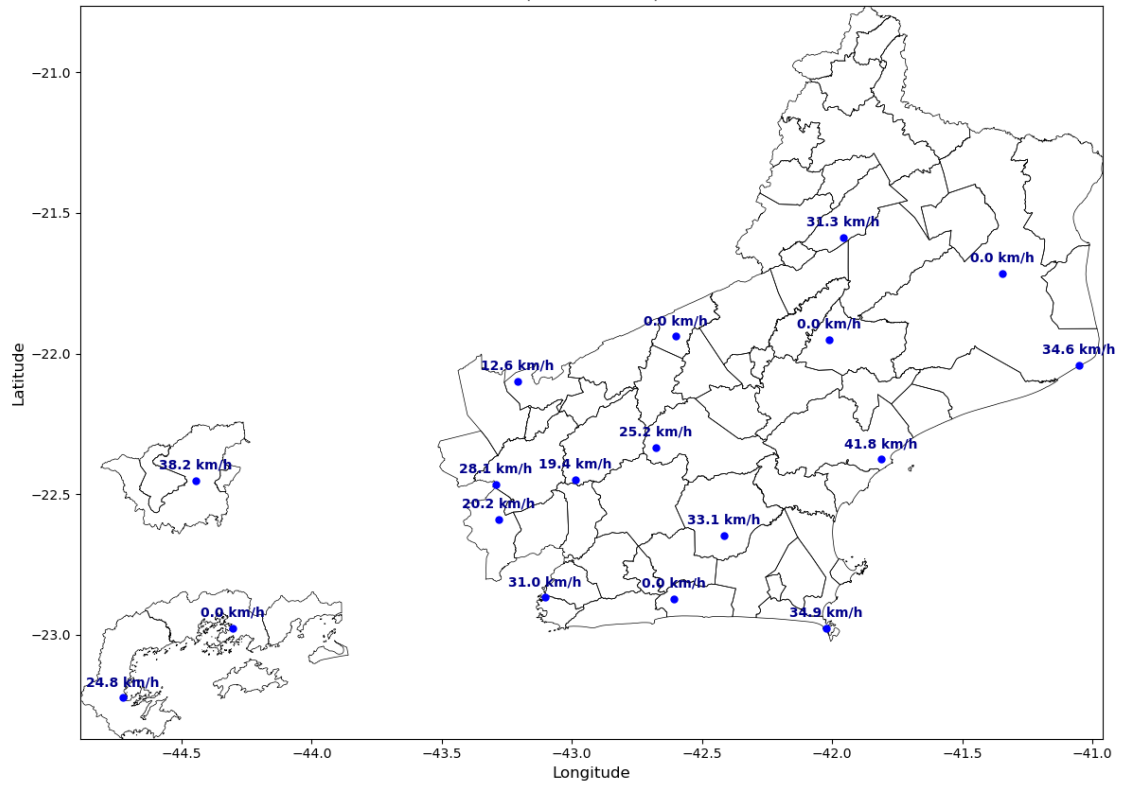 −21.0
−21.5
31.3 km/h
0.0 km/h
0.0 km/h
0.0 km/h
34.6 km/h
−22.0
12.6 km/h
25.2 km/h
41.8 km/h
38.2 km/h
28.1 km/h
19.4 km/h
−22.5
20.2 km/h
33.1 km/h
31.0 km/h
0.0 km/h
34.9 km/h
0.0 km/h
−23.0
24.8 km/h
Latitude
−44.5
−44.0
−43.5
−43.0
−42.5
−42.0
−41.5
−41.0
Longitude